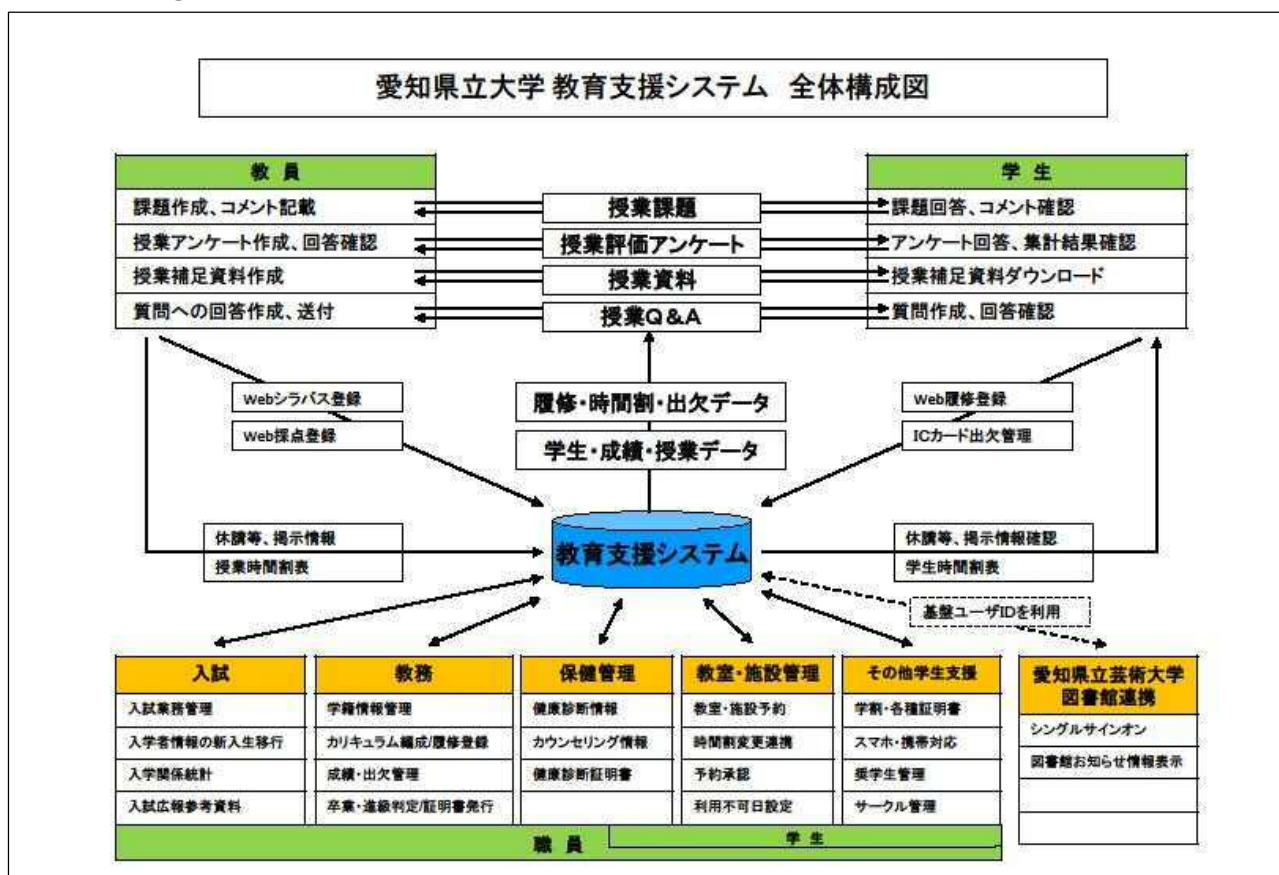 愛知県立大学 教育支援システム 全体構成図
教 員
課題作成、コメント記載
授業アンケート作成、回答確認
授業補足資料作成
質問への回答作成、送付
授業課題
授業評価アンケート
授業資料
授業Q&A
学 生
課題回答、コメント確認
アンケート回答、集計結果確認
授業補足資料ダウンロード
質問作成、回答確認
Webシラバス登録
Web採点登録
履修・時間割・出欠データ
学生・成績・授業データ
Web履修登録
ICカード出欠管理
休講等、掲示情報
授業時間割表
教育支援システム
休講等、掲示情報確認
学生時間割表
基盤ユーザIDを利用
入試
入試業務管理
入学者情報の新入生移行
入学関係統計
入試広報参考資料
教務
学籍情報管理
カリキュラム編成/履修登録
成績・出欠管理
卒業・進級判定/証明書発行
保健管理
健康診断情報
カウンセリング情報
健康診断証明書
教室・施設管理
教室・施設予約
時間割変更連携
予約承認
利用不可日設定
その他学生支援
学割・各種証明書
スマホ・携帯対応
奨学生管理
サークル管理
愛知県立芸術大学
図書館連携
シングルサインオン
図書館お知らせ情報表示
職 員
学 生